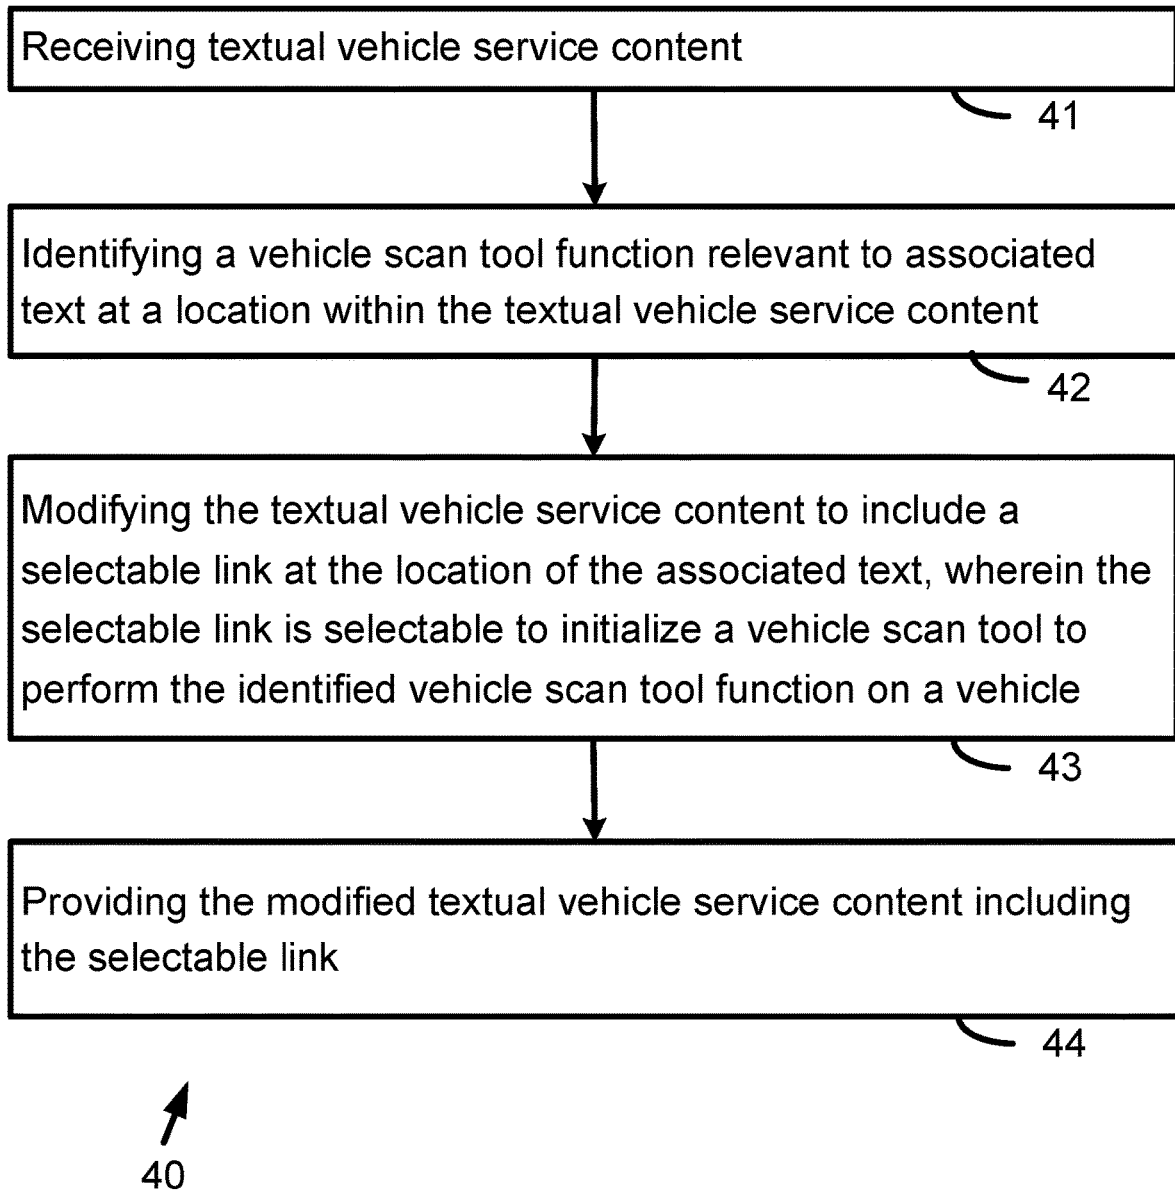 Receiving textual vehicle service content
41
Identifying a vehicle scan tool function relevant to associated
text at a location within the textual vehicle service content
42
Modifying the textual vehicle service content to include a
selectable link at the location of the associated text, wherein the
selectable link is selectable to initialize a vehicle scan tool to
perform the identified vehicle scan tool function on a vehicle
43
Providing the modified textual vehicle service content including
the selectable link
44
40